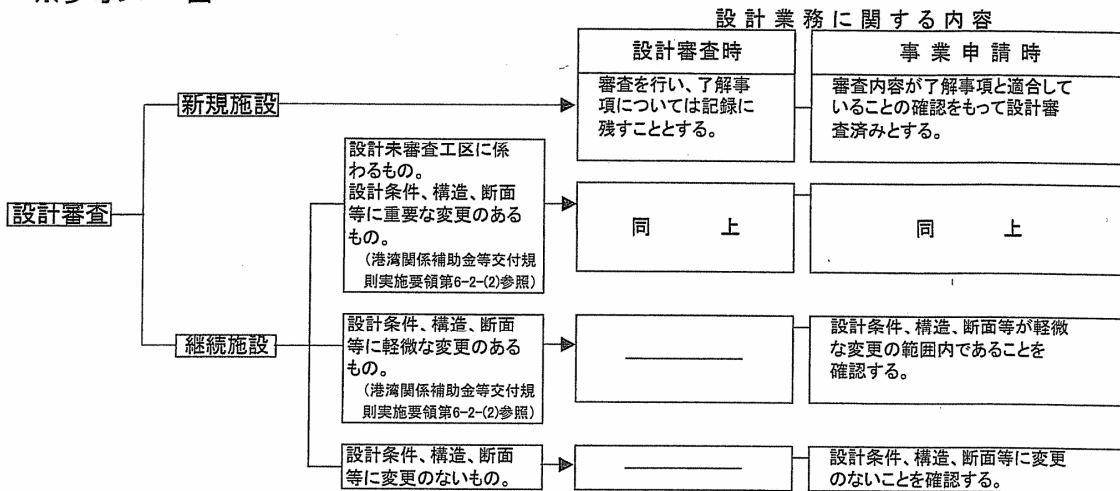 設計業務に関する内容
設計審査時
事業申請時
新規施設
審査を行い、了解事
項については記録に
残すこととする。
審査内容が了解事項と適合して
いることの確認をもって設計審
査済みとする。
設計審査
設計未審査工区に係
わるもの。
設計条件、構造、断面
等に重要な変更のある
もの。
(港湾関係補助金等交付規
則実施要領第6-2-(2)参照)
同 上
同 上
継続施設
設計条件、構造、断面
等に軽微な変更のある
もの。
(港湾関係補助金等交付規
則実施要領第6-2-(2)参照)
設計条件、構造、断面等が軽微
な変更の範囲内であることを
確認する。
設計条件、構造、断面
等に変更のないもの。
設計条件、構造、断面等に変更
のないことを確認する。